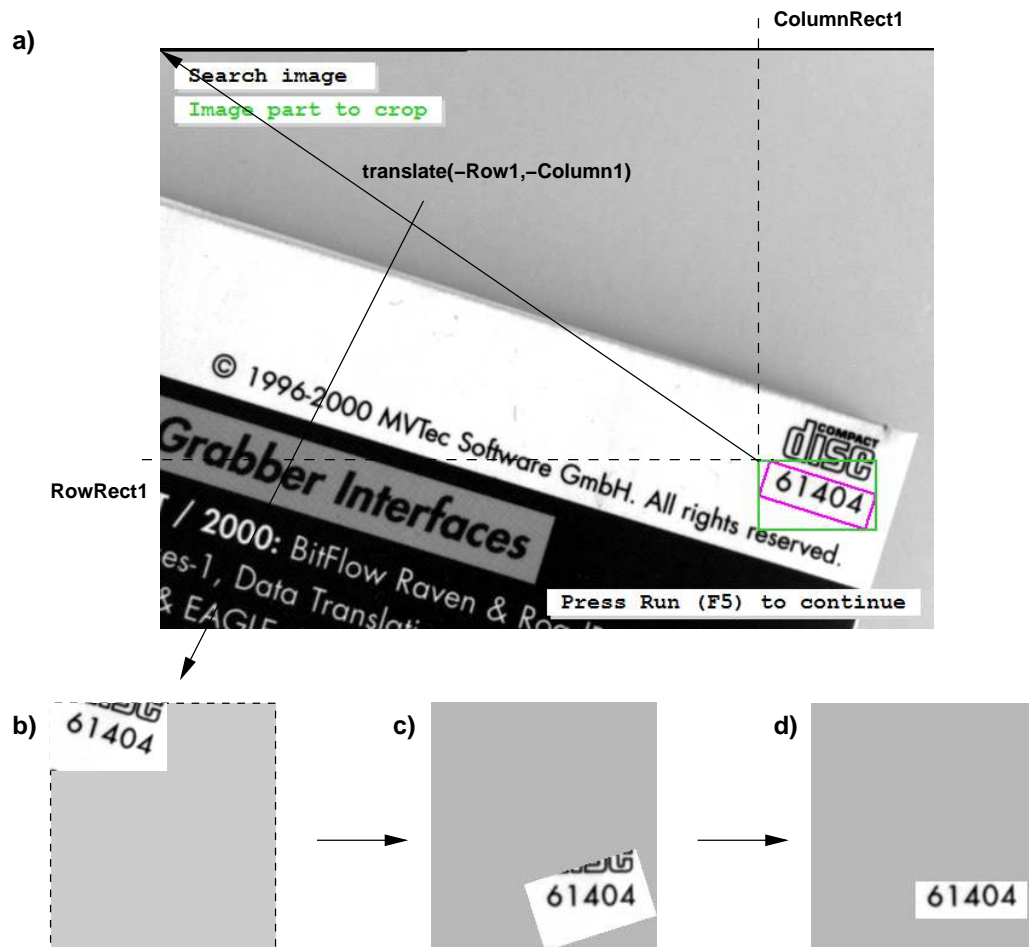 ColumnRect1
a)
Search image
Image part to crop
translate(−Row1,−Column1)
© 1996-2000 MVTec Software GmbH. All rights reserved.
COMPACT
disc
61404
RowRect1
Grabber Interfaces
/ 2000: BitFlow Raven &
es-1, Data
& EAGLE
Press Run (F5) to continue
b)
c)
d)
disc
61404
disc
61404
61404